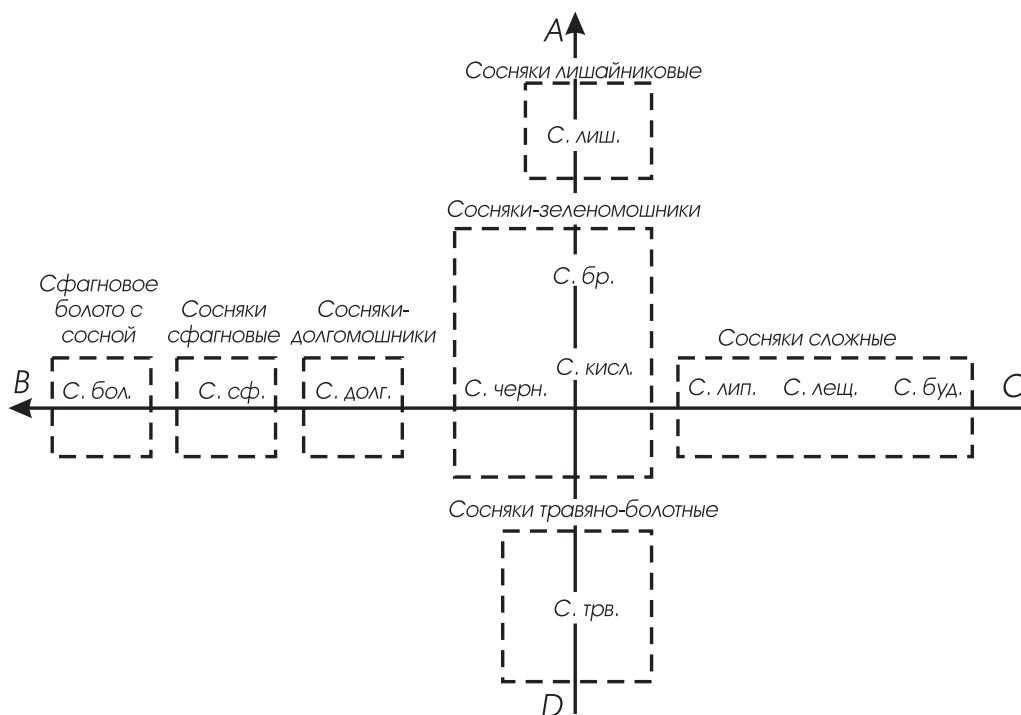 A
Сосняки лишайниковые
С. лиш.
Сосняки-зеленомошники
С. бр.
С. кисл.
С. черн.
Сфагновое
болото с
сосной
С. бол.
Сосняки
сфагновые
С. сф.
Сосняки-
долгомошники
С. долг.
Сосняки сложные
С. лип.
С. лещ.
С. буд.
B
C
Сосняки травяно-болотные
С. трв.
D